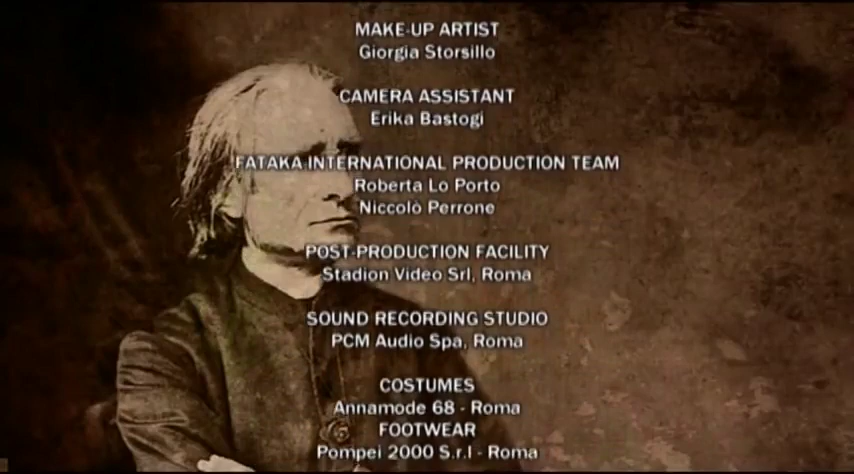 MAKE-UP ARTIST
Giorgia Storsillo
CAMERA ASSISTANT
Erika Bastogi
FATAKA INTERNATIONAL PRODUCTION TEAM
Roberta Lo Porto
Niccolò Perrone
POST-PRODUCTION FACILITY
Stadion Video Srl, Roma
SOUND RECORDING STUDIO
PCM Audio Spa, Roma
COSTUMES
Annamode 68 - Roma
FOOTWEAR
Pompei 2000 S.r.l - Roma